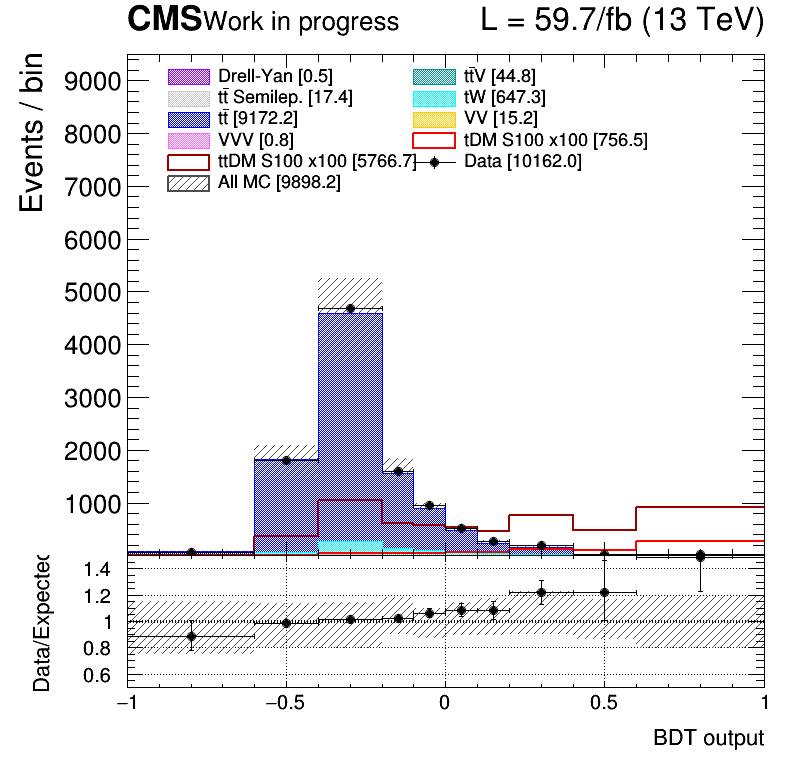 CMS Work in progress L = 59.7/fb (13 TeV)
Events / bin
9000
8000
7000
6000
5000
4000
3000
2000
1000
Drell-Yan [0.5]
tt̄ Semilep. [17.4]
tt̄ [9172.2]
VVV [0.8]
ttDM S100 x100 [5766.7]
All MC [9898.2]
tt̄V [44.8]
tW [647.3]
VV [15.2]
tDM S100 x100 [756.5]
Data [10162.0]
Data/Expected
1.4
1.2
1
0.8
0.6
−1 −0.5 0 0.5 1
BDT output